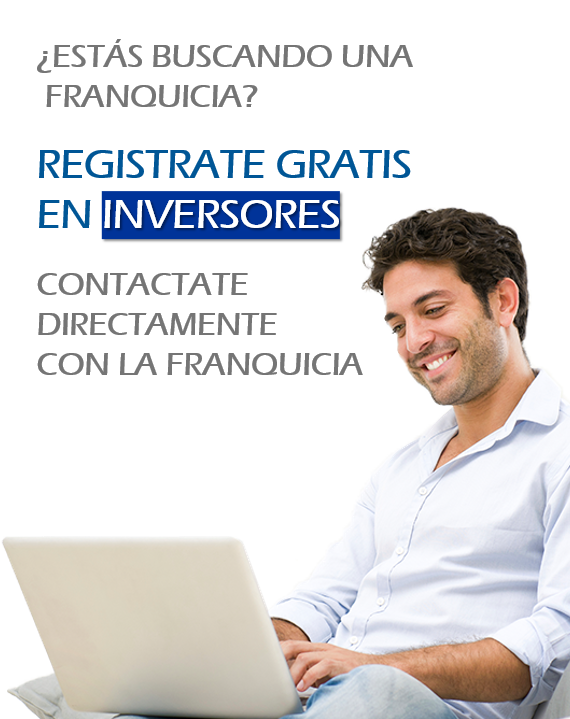 ¿ESTÁS BUSCANDO UNA
FRANQUICIA?
REGISTRATE GRATIS
EN INVERSORES
CONTACTATE
DIRECTAMENTE
CON LA FRANQUICIA